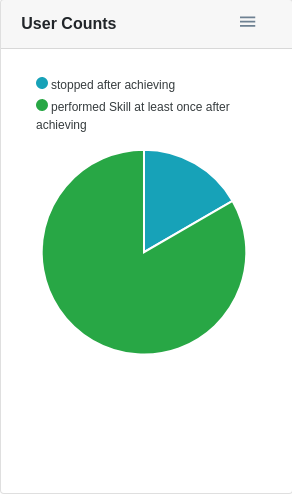 User Counts
stopped after achieving
performed Skill at least once after
achieving